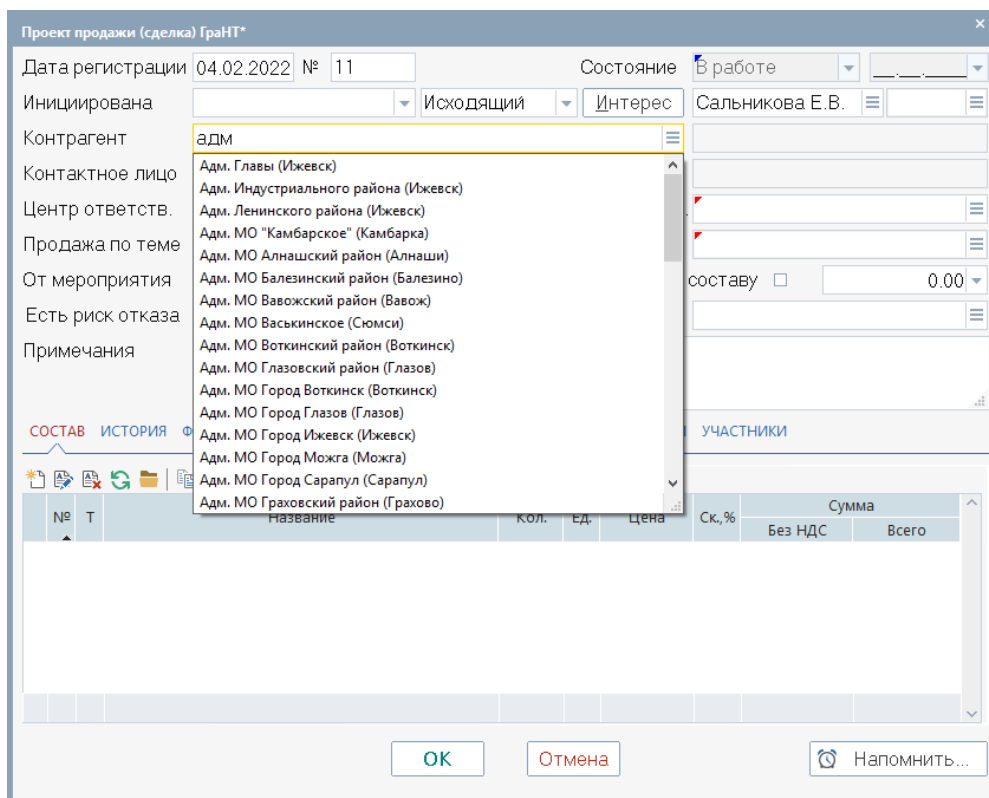 Проект продажи (сделка) ГраНТ*
Дата регистрации 04.02.2022 № 11 Состояние В работе __.__.____
Инициирована Исходящий Интерес Сальникова Е.В.
Контрагент адм
Контактное лицо
Центр ответств.
Продажа по теме
От мероприятия составу 0.00
Есть риск отказа
Примечания
Адм. Главы (Ижевск)
Адм. Индустриального района (Ижевск)
Адм. Ленинского района (Ижевск)
Адм. МО "Камбарское" (Камбарка)
Адм. МО Алнашский район (Алнаши)
Адм. МО Балезинский район (Балезино)
Адм. МО Вавожский район (Вавож)
Адм. МО Васькинское (Сюмси)
Адм. МО Воткинский район (Воткинск)
Адм. МО Глазовский район (Глазов)
Адм. МО Город Воткинск (Воткинск)
Адм. МО Город Глазов (Глазов)
Адм. МО Город Ижевск (Ижевск)
Адм. МО Город Можга (Можга)
Адм. МО Город Сарапул (Сарапул)
Адм. МО Граховский район (Грахово)
СОСТАВ ИСТОРИЯ УЧАСТНИКИ
№ Т Название Кол. Ед. Цена Ск.,% Сумма
Без НДС Всего
ОК Отмена Напомнить...